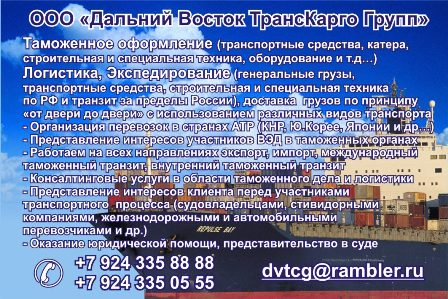 ООО «Дальний Восток ТрансКарго Групп»
Таможенное оформление (транспортные средства, катера,
строительная и специальная техника, оборудование и т.д…)
Логистика, Экспедирование (генеральные грузы,
транспортные средства, строительная и специальная техника
по РФ и транзит за пределы России), доставка грузов по принципу
«от двери до двери» с использованием различных видов транспорта
- Организация перевозок в странах АТР (КНР, Ю.Корее, Японии и др…)
- Представление интересов участников ВЭД в таможенных органах
- Работаем на всех направлениях экспорт, импорт, международный
таможенный транзит, внутренний таможенный транзит
- Консалтинговые услуги в области таможенного дела и логистики
- Представление интересов клиента перед участниками
транспортного процесса (судовладельцы, стивидорными
компаниями, железнодорожными и автомобильными
перевозчиками и др.)
- Оказание юридической помощи, представительство в суде
REPULSE BAY
+7 924 335 88 88
+7 924 335 05 55
dvtcg@rambler.ru